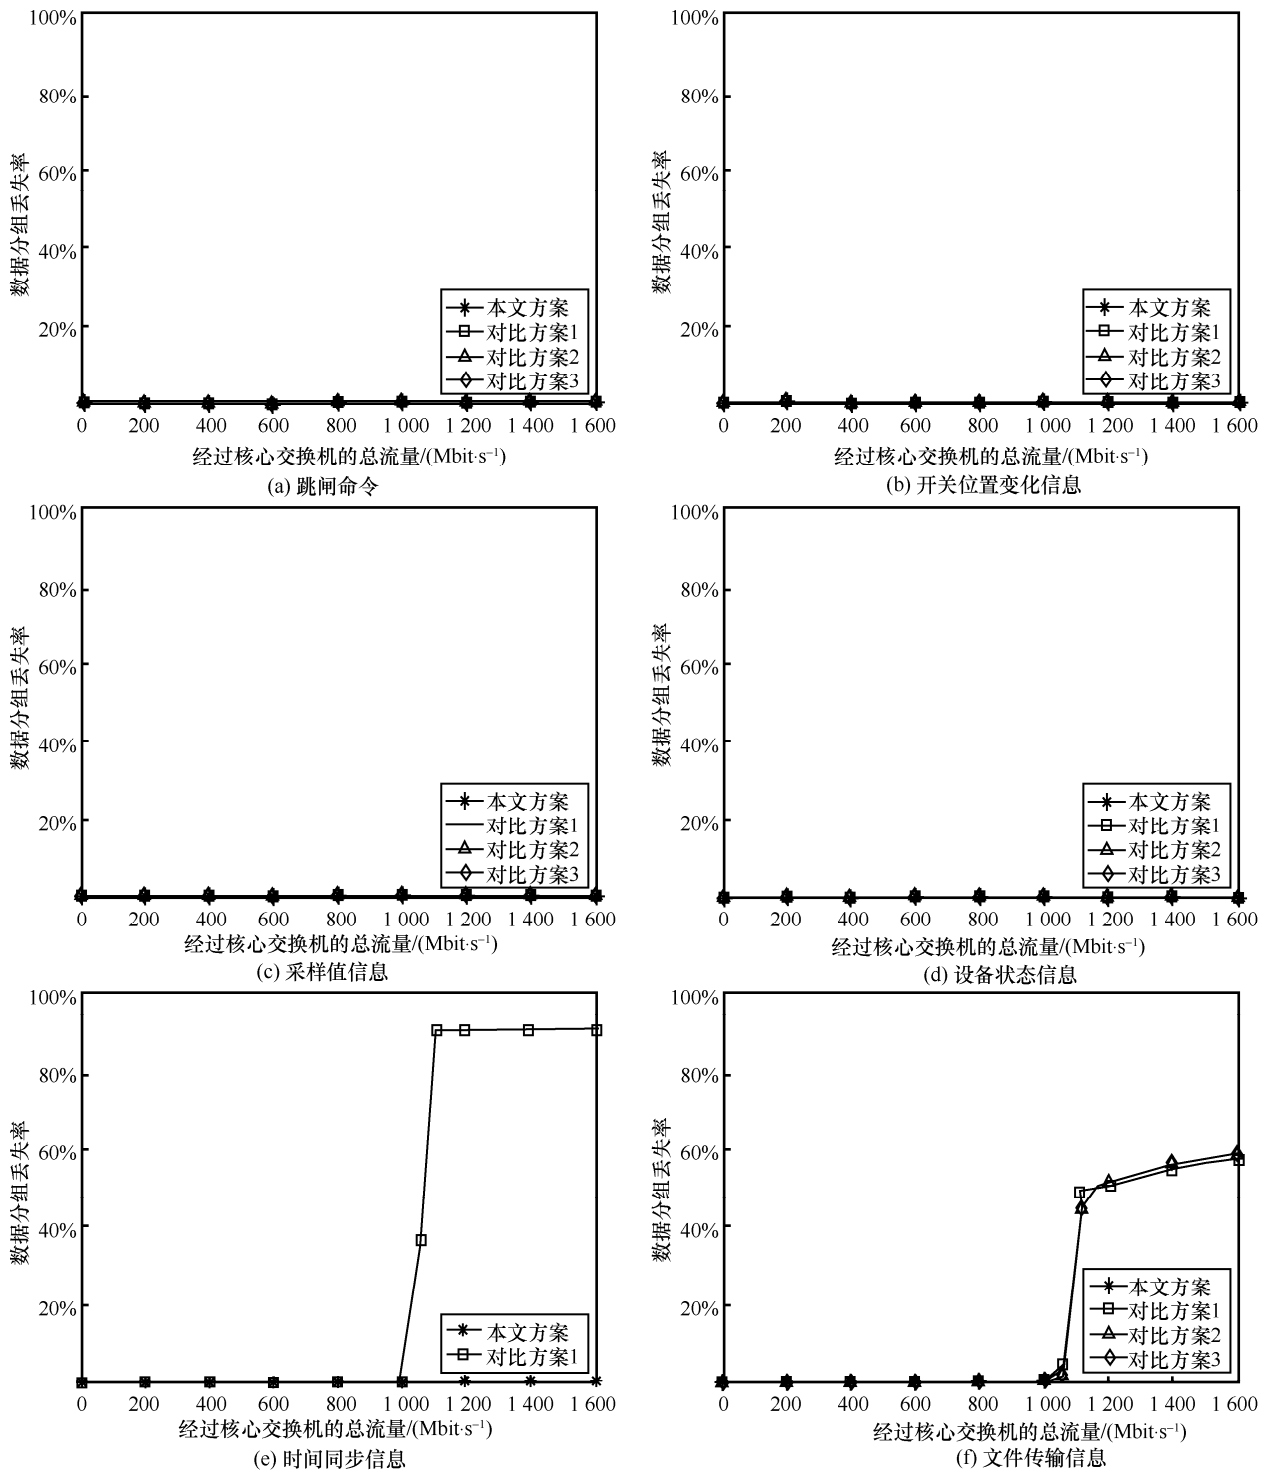 100%
80%
60%
40%
20%
数据分组丢失率
本文方案
对比方案1
对比方案2
对比方案3
0 200 400 600 800 1 000 1 200 1 400 1 600
经过核心交换机的总流量/(Mbit·s⁻¹)
(a) 跳闸命令
100%
80%
60%
40%
20%
数据分组丢失率
本文方案
对比方案1
对比方案2
对比方案3
0 200 400 600 800 1 000 1 200 1 400 1 600
经过核心交换机的总流量/(Mbit·s⁻¹)
(b) 开关位置变化信息
100%
80%
60%
40%
20%
数据分组丢失率
本文方案
对比方案1
对比方案2
对比方案3
0 200 400 600 800 1 000 1 200 1 400 1 600
经过核心交换机的总流量/(Mbit·s⁻¹)
(c) 采样值信息
100%
80%
60%
40%
20%
数据分组丢失率
本文方案
对比方案1
对比方案2
对比方案3
0 200 400 600 800 1 000 1 200 1 400 1 600
经过核心交换机的总流量/(Mbit·s⁻¹)
(d) 设备状态信息
100%
80%
60%
40%
20%
数据分组丢失率
本文方案
对比方案1
0 200 400 600 800 1 000 1 200 1 400 1 600
经过核心交换机的总流量/(Mbit·s⁻¹)
(e) 时间同步信息
100%
80%
60%
40%
20%
数据分组丢失率
本文方案
对比方案1
对比方案2
对比方案3
0 200 400 600 800 1 000 1 200 1 400 1 600
经过核心交换机的总流量/(Mbit·s⁻¹)
(f) 文件传输信息